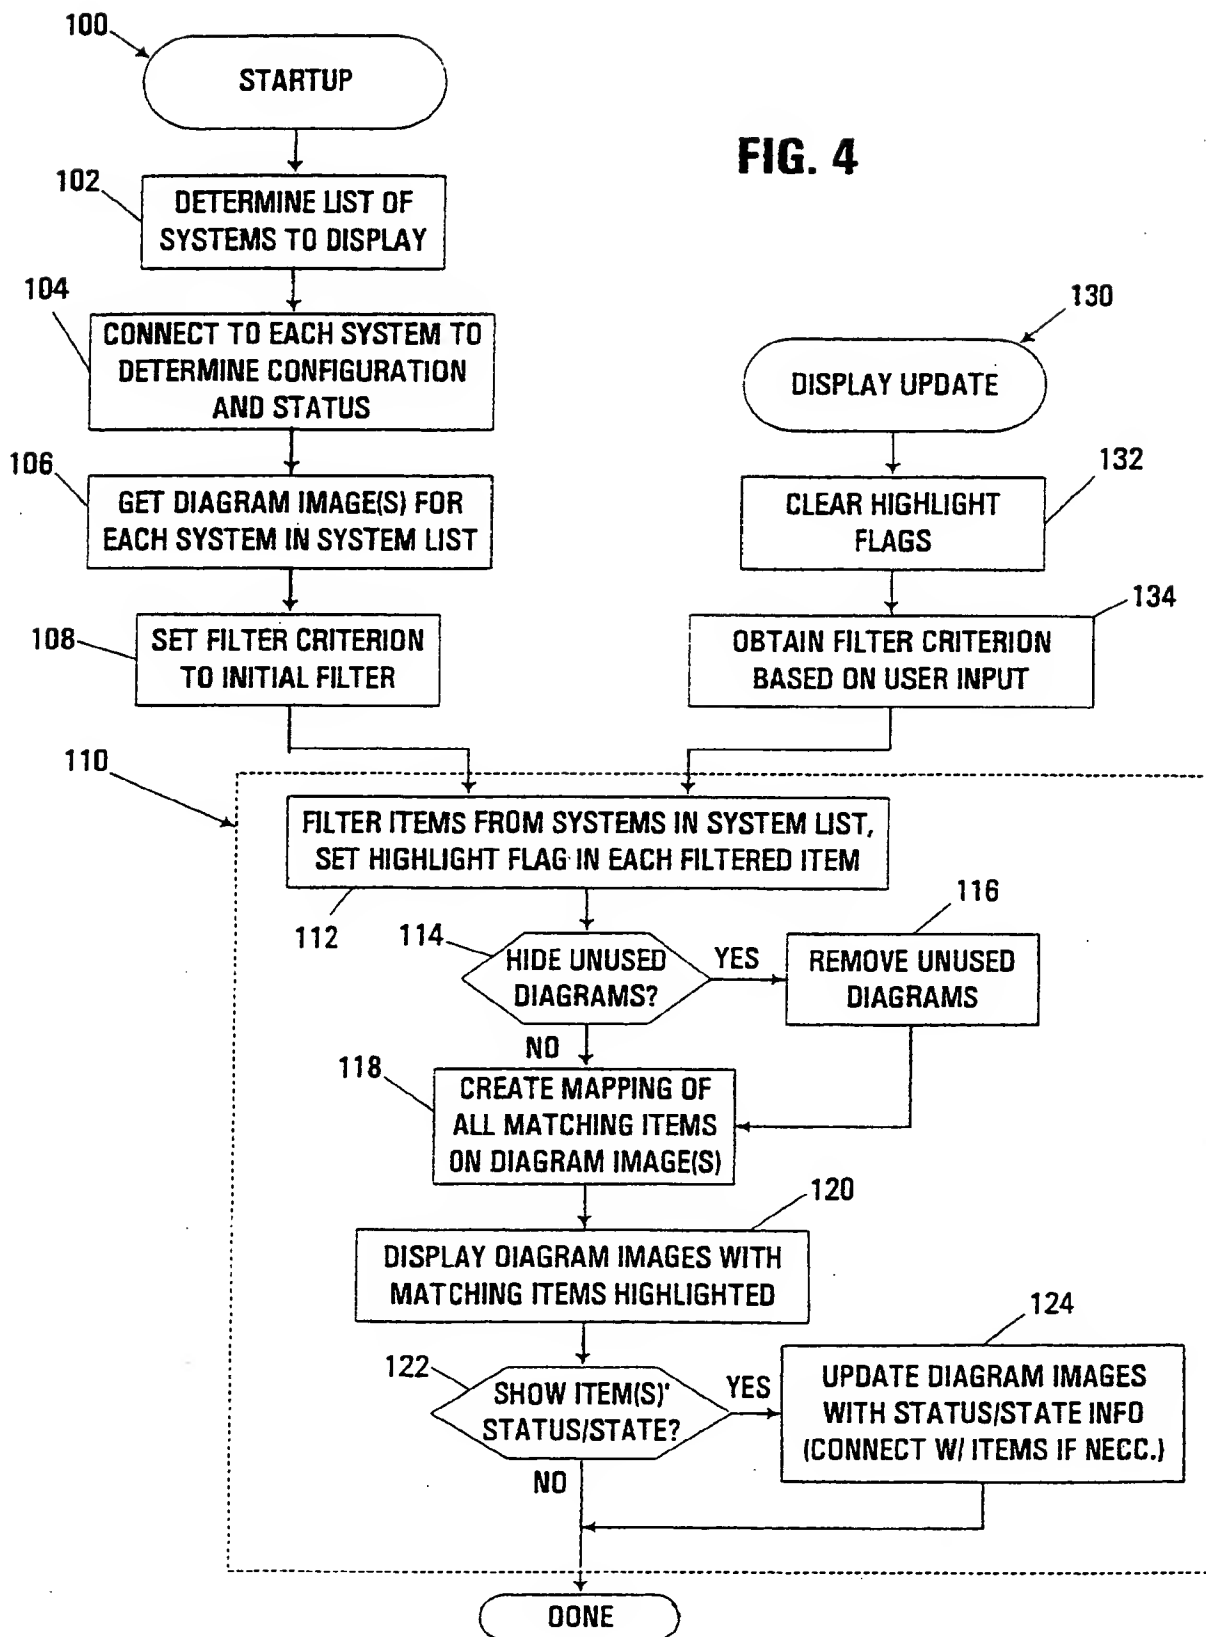 100
STARTUP
FIG. 4
102
DETERMINE LIST OF
SYSTEMS TO DISPLAY
104
CONNECT TO EACH SYSTEM TO
DETERMINE CONFIGURATION
AND STATUS
130
DISPLAY UPDATE
106
GET DIAGRAM IMAGE(S) FOR
EACH SYSTEM IN SYSTEM LIST
132
CLEAR HIGHLIGHT
FLAGS
108
SET FILTER CRITERION
TO INITIAL FILTER
134
OBTAIN FILTER CRITERION
BASED ON USER INPUT
110
FILTER ITEMS FROM SYSTEMS IN SYSTEM LIST,
SET HIGHLIGHT FLAG IN EACH FILTERED ITEM
112
114
HIDE UNUSED
DIAGRAMS?
YES
116
REMOVE UNUSED
DIAGRAMS
NO
118
CREATE MAPPING OF
ALL MATCHING ITEMS
ON DIAGRAM IMAGE(S)
120
DISPLAY DIAGRAM IMAGES WITH
MATCHING ITEMS HIGHLIGHTED
122
SHOW ITEM(S)'
STATUS/STATE?
YES
124
UPDATE DIAGRAM IMAGES
WITH STATUS/STATE INFO
(CONNECT W/ ITEMS IF NECC.)
NO
DONE